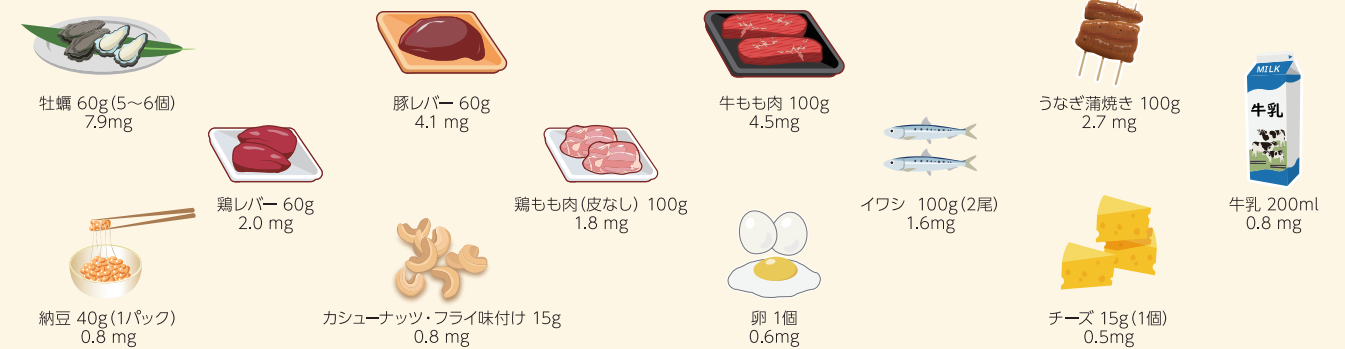 牡蠣 60g(5〜6個)
7.9mg
豚レバー 60g
4.1 mg
牛もも肉 100g
4.5mg
うなぎ蒲焼き 100g
2.7 mg
MILK
牛乳
牛乳 200ml
0.8 mg
鶏レバー 60g
2.0 mg
鶏もも肉(皮なし) 100g
1.8 mg
イワシ 100g(2尾)
1.6mg
納豆 40g(1パック)
0.8 mg
カシューナッツ・フライ味付け 15g
0.8 mg
卵 1個
0.6mg
チーズ 15g(1個)
0.5mg